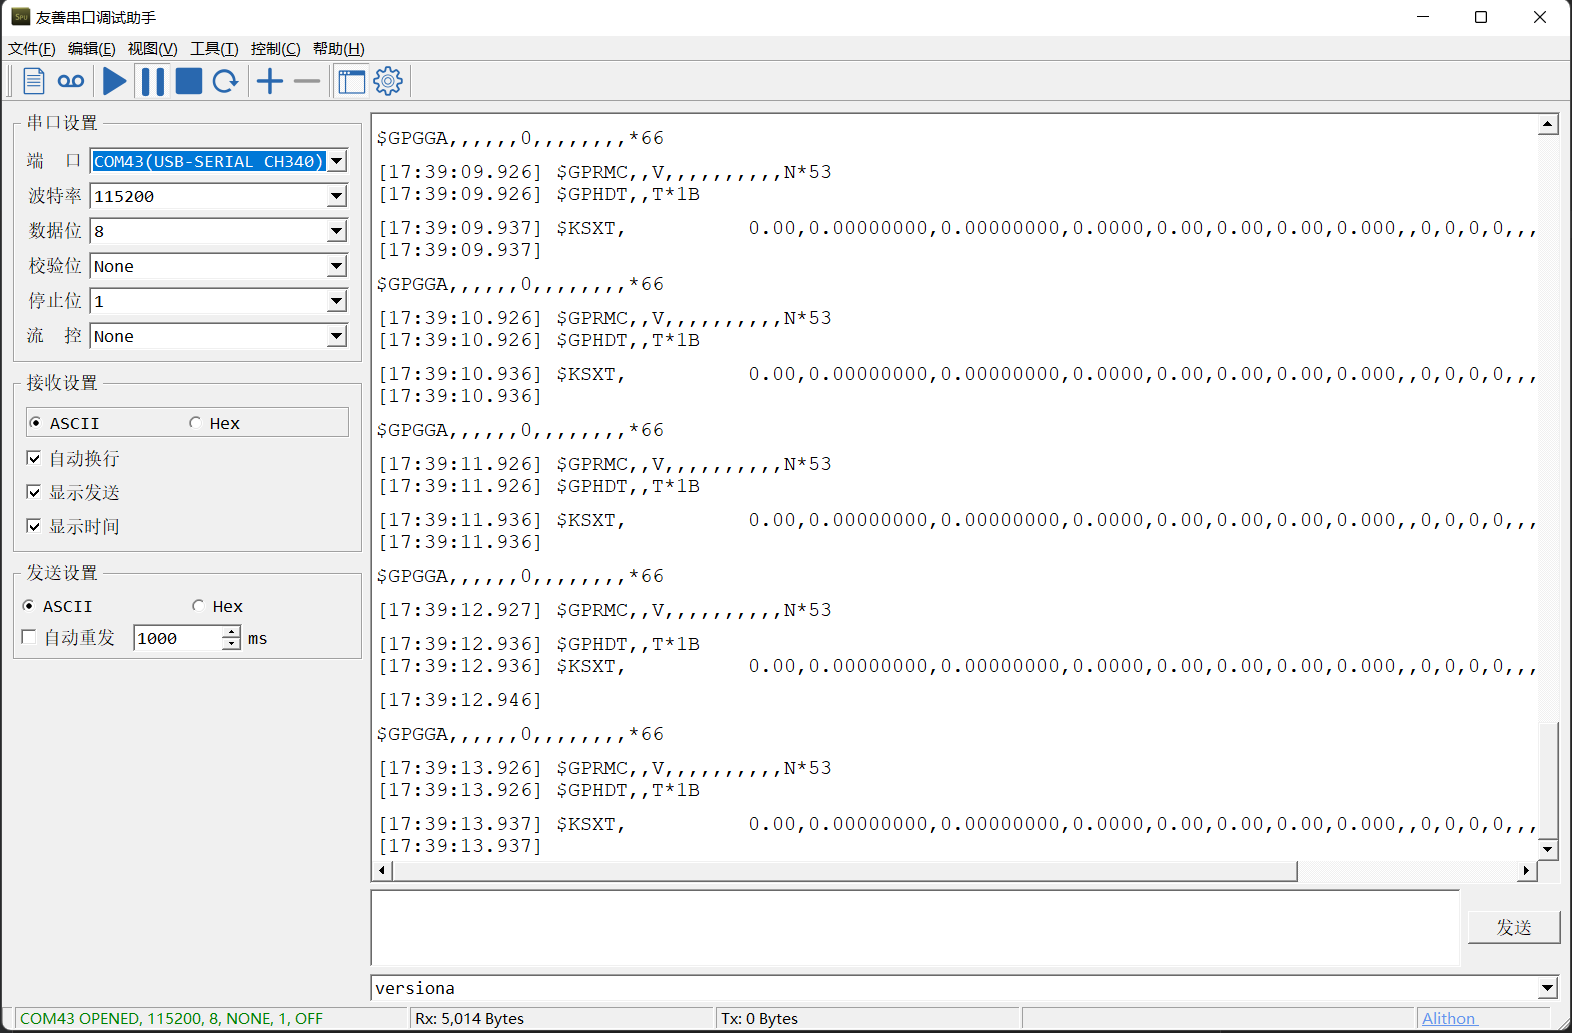 友善串口调试助手
文件(F) 编辑(E) 视图(V) 工具(T) 控制(C) 帮助(H)
串口设置
端 口 COM43(USB-SERIAL CH340)
波特率 115200
数据位 8
校验位 None
停止位 1
流 控 None
接收设置
ASCII Hex
自动换行
显示发送
显示时间
发送设置
ASCII Hex
自动重发 1000 ms
$GPGGA,,,,,,0,,,,,,,,*66
[17:39:09.926] $GPRMC,,V,,,,,,,,,,N*53
[17:39:09.926] $GPHDT,,T*1B
[17:39:09.937] $KSXT, 0.00,0.00000000,0.00000000,0.0000,0.00,0.00,0.00,0.000,,0,0,0,0,,,
[17:39:09.937]
$GPGGA,,,,,,0,,,,,,,,*66
[17:39:10.926] $GPRMC,,V,,,,,,,,,,N*53
[17:39:10.926] $GPHDT,,T*1B
[17:39:10.936] $KSXT, 0.00,0.00000000,0.00000000,0.0000,0.00,0.00,0.00,0.000,,0,0,0,0,,,
[17:39:10.936]
$GPGGA,,,,,,0,,,,,,,,*66
[17:39:11.926] $GPRMC,,V,,,,,,,,,,N*53
[17:39:11.926] $GPHDT,,T*1B
[17:39:11.936] $KSXT, 0.00,0.00000000,0.00000000,0.0000,0.00,0.00,0.00,0.000,,0,0,0,0,,,
[17:39:11.936]
$GPGGA,,,,,,0,,,,,,,,*66
[17:39:12.927] $GPRMC,,V,,,,,,,,,,N*53
[17:39:12.936] $GPHDT,,T*1B
[17:39:12.936] $KSXT, 0.00,0.00000000,0.00000000,0.0000,0.00,0.00,0.00,0.000,,0,0,0,0,,,
[17:39:12.946]
$GPGGA,,,,,,0,,,,,,,,*66
[17:39:13.926] $GPRMC,,V,,,,,,,,,,N*53
[17:39:13.926] $GPHDT,,T*1B
[17:39:13.937] $KSXT, 0.00,0.00000000,0.00000000,0.0000,0.00,0.00,0.00,0.000,,0,0,0,0,,,
[17:39:13.937]
发送
versiona
COM43 OPENED, 115200, 8, NONE, 1, OFF Rx: 5,014 Bytes Tx: 0 Bytes Alithon